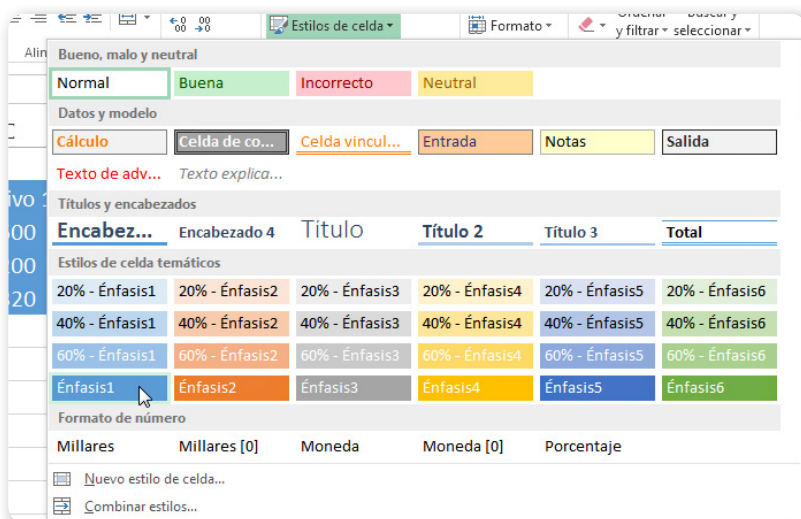 Estilos de celda
Formato
Ordenar
y filtrar
Buscar y
seleccionar
Alin
Bueno, malo y neutral
Normal Buena Incorrecto Neutral
Datos y modelo
Cálculo Celda de co... Celda vincul... Entrada Notas Salida
Texto de adv... Texto explica...
Títulos y encabezados
Encabez... Encabezado 4 Título Título 2 Título 3 Total
Estilos de celda temáticos
20% - Énfasis1 20% - Énfasis2 20% - Énfasis3 20% - Énfasis4 20% - Énfasis5 20% - Énfasis6
40% - Énfasis1 40% - Énfasis2 40% - Énfasis3 40% - Énfasis4 40% - Énfasis5 40% - Énfasis6
60% - Énfasis1 60% - Énfasis2 60% - Énfasis3 60% - Énfasis4 60% - Énfasis5 60% - Énfasis6
Énfasis1 Énfasis2 Énfasis3 Énfasis4 Énfasis5 Énfasis6
Formato de número
Millares Millares [0] Moneda Moneda [0] Porcentaje
Nuevo estilo de celda...
Combinar estilos...